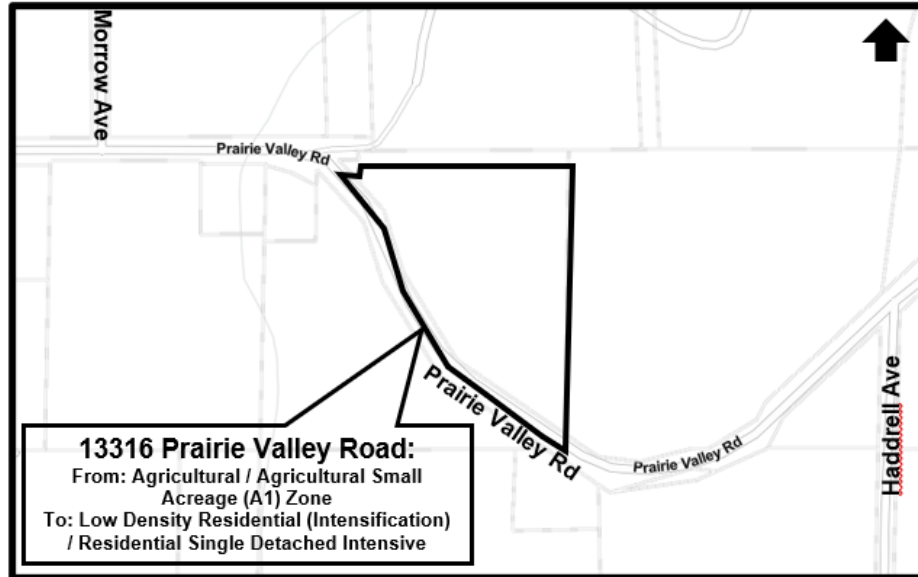 Morrow Ave
Prairie Valley Rd
Prairie Valley Rd
Prairie Valley Rd
Haddrell Ave
13316 Prairie Valley Road:
From: Agricultural / Agricultural Small
Acreage (A1) Zone
To: Low Density Residential (Intensification)
/ Residential Single Detached Intensive